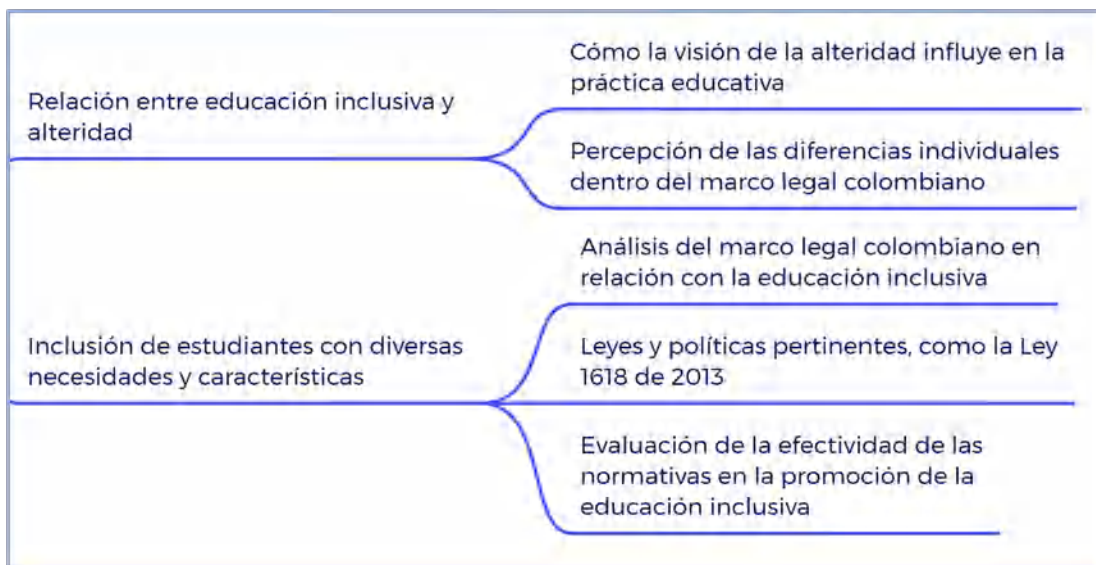 Relación entre educación inclusiva y
alteridad
Cómo la visión de la alteridad influye en la
práctica educativa
Percepción de las diferencias individuales
dentro del marco legal colombiano
Inclusión de estudiantes con diversas
necesidades y características
Análisis del marco legal colombiano en
relación con la educación inclusiva
Leyes y políticas pertinentes, como la Ley
1618 de 2013
Evaluación de la efectividad de las
normativas en la promoción de la
educación inclusiva